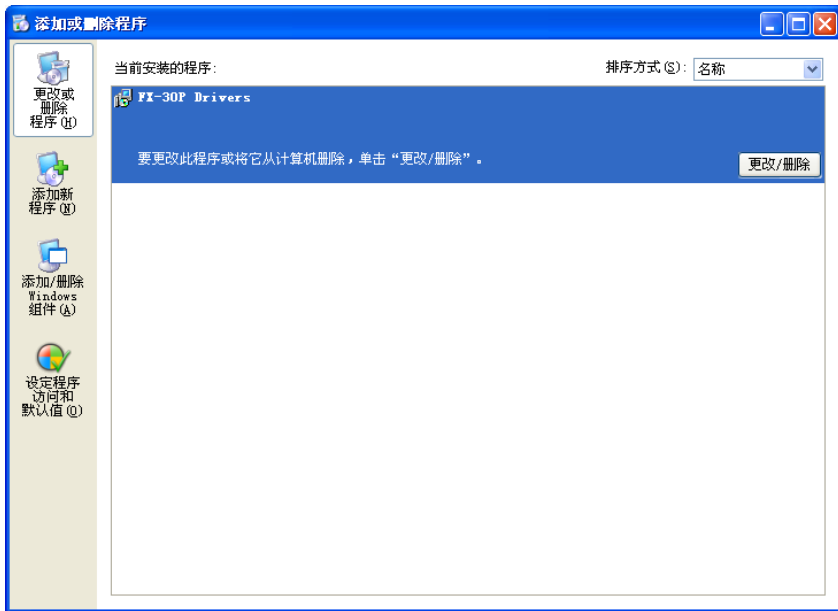 添加或删除程序
更改或
删除
程序(H)
当前安装的程序:
排序方式(S): 名称
FX-30P Drivers
要更改此程序或将它从计算机删除，单击“更改/删除”。
更改/删除
添加新
程序(N)
添加/删除
Windows
组件(A)
设定程序
访问和
默认值(O)